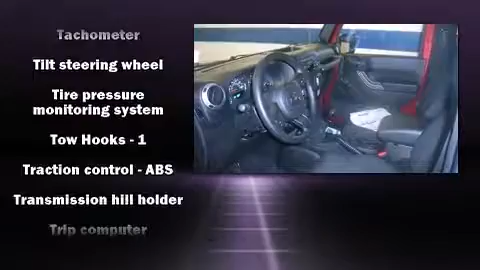 Tachometer
Tilt steering wheel
Tire pressure
monitoring system
Tow Hooks - 1
Traction control - ABS
Transmission hill holder
Trip computer